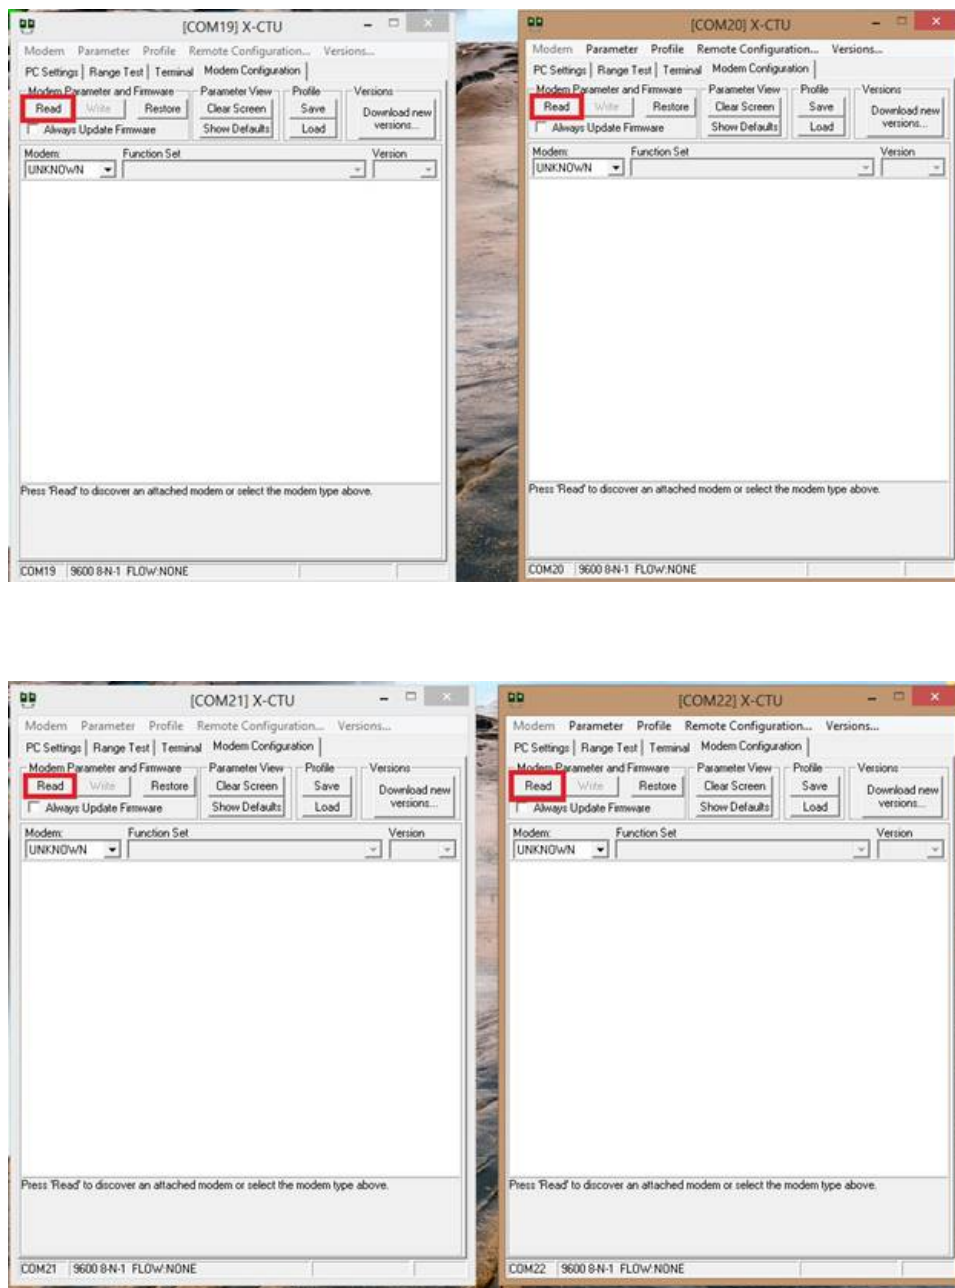 [COM19] X-CTU
Modem Parameter Profile Remote Configuration... Versions...
PC Settings Range Test Terminal Modem Configuration
Modem Parameter and Firmware Parameter View Profile Versions
Read Write Restore Clear Screen Save Download new versions...
Always Update Firmware Show Defaults Load
Modem: Function Set Version
UNKNOWN
Press 'Read' to discover an attached modem or select the modem type above.
COM19 9600 8-N-1 FLOW:NONE
[COM20] X-CTU
Modem Parameter Profile Remote Configuration... Versions...
PC Settings Range Test Terminal Modem Configuration
Modem Parameter and Firmware Parameter View Profile Versions
Read Write Restore Clear Screen Save Download new versions...
Always Update Firmware Show Defaults Load
Modem: Function Set Version
UNKNOWN
Press 'Read' to discover an attached modem or select the modem type above.
COM20 9600 8-N-1 FLOW:NONE
[COM21] X-CTU
Modem Parameter Profile Remote Configuration... Versions...
PC Settings Range Test Terminal Modem Configuration
Modem Parameter and Firmware Parameter View Profile Versions
Read Write Restore Clear Screen Save Download new versions...
Always Update Firmware Show Defaults Load
Modem: Function Set Version
UNKNOWN
Press 'Read' to discover an attached modem or select the modem type above.
COM21 9600 8-N-1 FLOW:NONE
[COM22] X-CTU
Modem Parameter Profile Remote Configuration... Versions...
PC Settings Range Test Terminal Modem Configuration
Modem Parameter and Firmware Parameter View Profile Versions
Read Write Restore Clear Screen Save Download new versions...
Always Update Firmware Show Defaults Load
Modem: Function Set Version
UNKNOWN
Press 'Read' to discover an attached modem or select the modem type above.
COM22 9600 8-N-1 FLOW:NONE